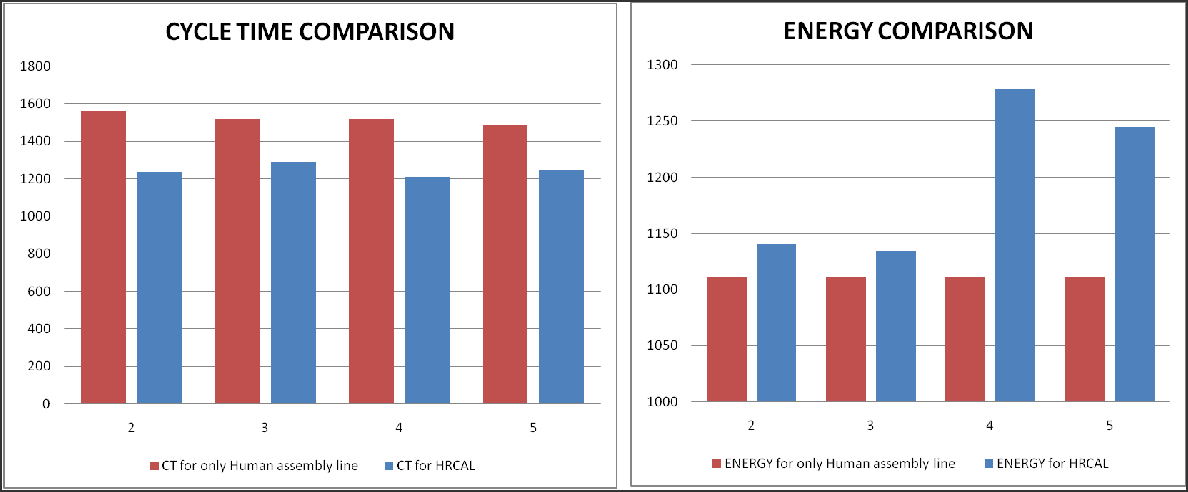 CYCLE TIME COMPARISON
1800
1600
1400
1200
1000
800
600
400
200
0
2 3 4 5
CT for only Human assembly line CT for HRCAL
ENERGY COMPARISON
1300
1250
1200
1150
1100
1050
1000
2 3 4 5
ENERGY for only Human assembly line ENERGY for HRCAL